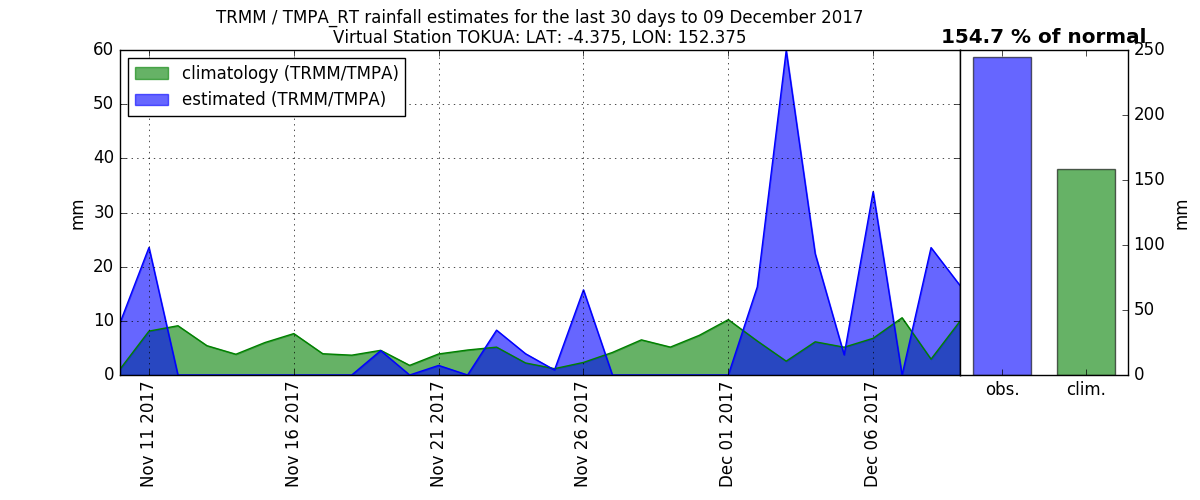 TRMM / TMPA_RT rainfall estimates for the last 30 days to 09 December 2017
Virtual Station TOKUA: LAT: -4.375, LON: 152.375
154.7 % of normal
climatology (TRMM/TMPA)
estimated (TRMM/TMPA)
60
50
40
30
20
10
0
mm
Nov 11 2017
Nov 16 2017
Nov 21 2017
Nov 26 2017
Dec 01 2017
Dec 06 2017
250
200
150
100
50
0
mm
obs.
clim.